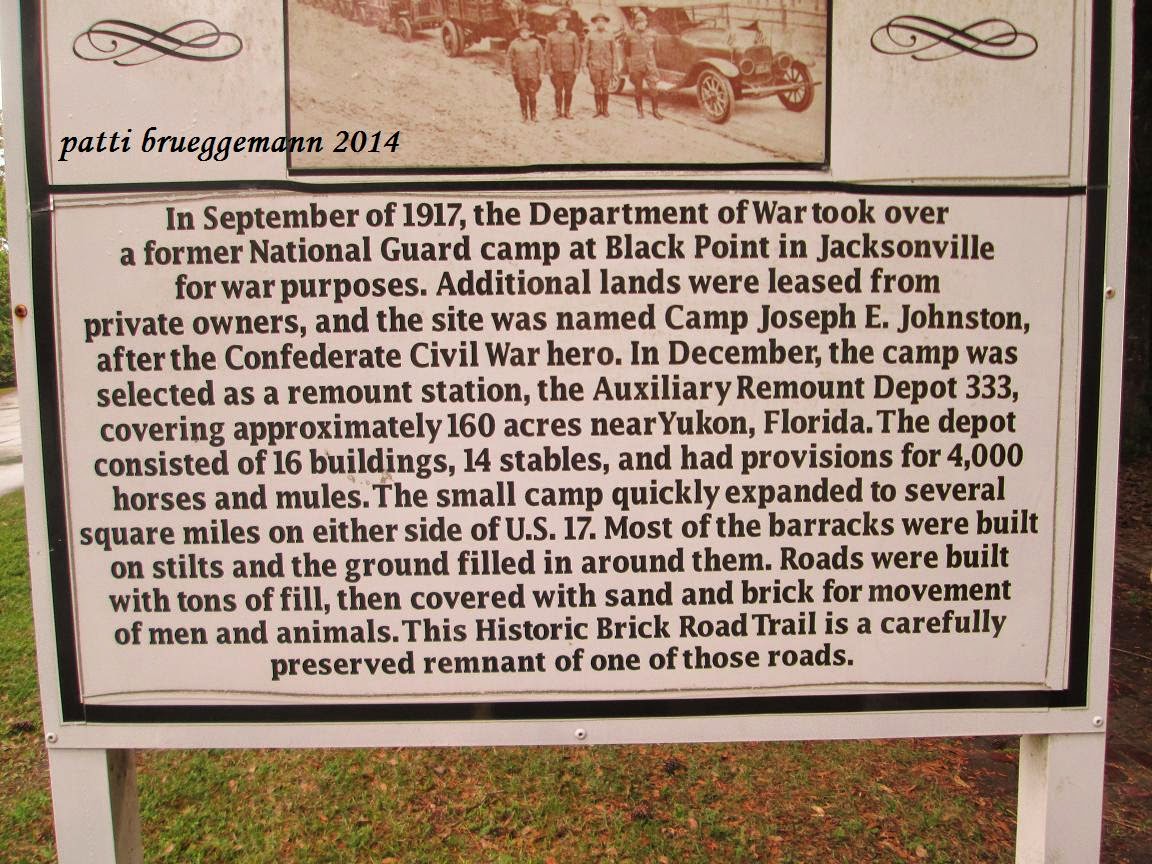 patti brueggemann 2014
In September of 1917, the Department of War took over
a former National Guard camp at Black Point in Jacksonville
for war purposes. Additional lands were leased from
private owners, and the site was named Camp Joseph E. Johnston,
after the Confederate Civil War hero. In December, the camp was
selected as a remount station, the Auxiliary Remount Depot 333,
covering approximately 160 acres near Yukon, Florida. The depot
consisted of 16 buildings, 14 stables, and had provisions for 4,000
horses and mules. The small camp quickly expanded to several
square miles on either side of U.S. 17. Most of the barracks were built
on stilts and the ground filled in around them. Roads were built
with tons of fill, then covered with sand and brick for movement
of men and animals. This Historic Brick Road Trail is a carefully
preserved remnant of one of those roads.